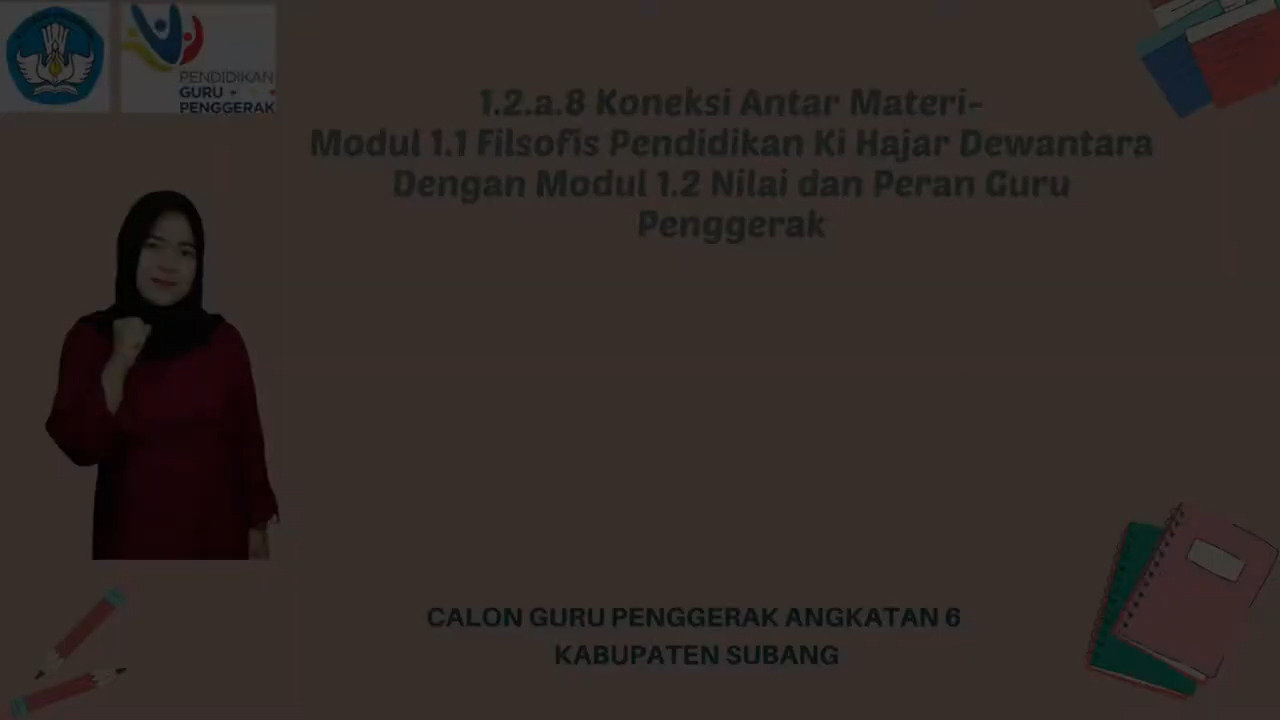 PENDIDIKAN
GURU
PENGGERAK
1.2.a.8 Koneksi Antar Materi-
Modul 1.1 Filsofis Pendidikan Ki Hajar Dewantara
Dengan Modul 1.2 Nilai dan Peran Guru
Penggerak
CALON GURU PENGGERAK ANGKATAN 6
KABUPATEN SUBANG